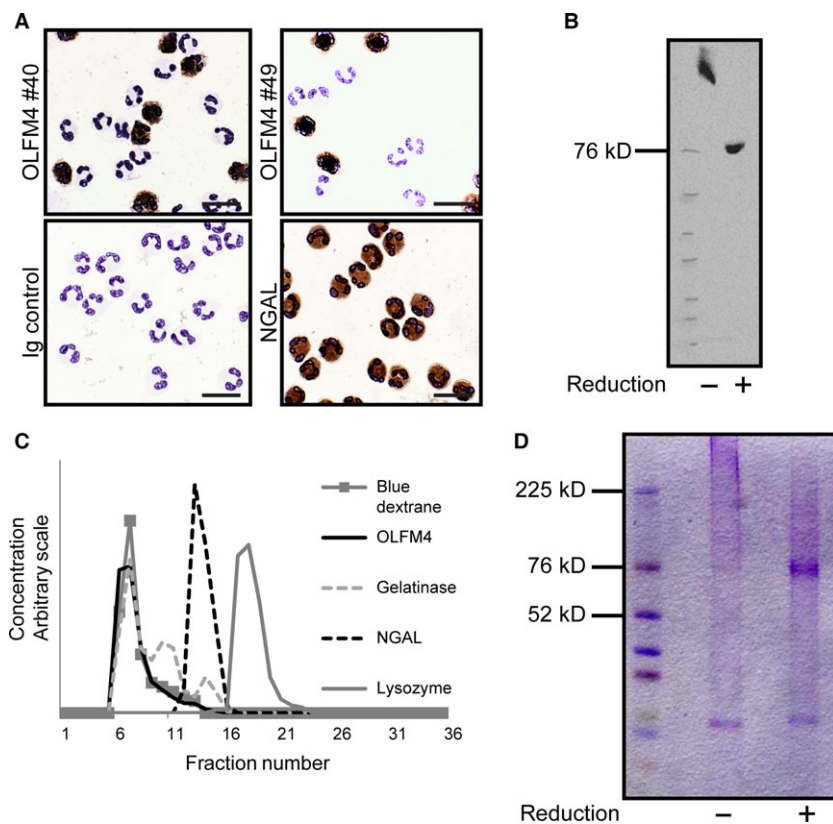 A
OLFM4 #40
OLFM4 #49
Ig control
NGAL
B
76 kD
Reduction − +
C
Concentration
Arbitrary scale
Blue
dextrane
OLFM4
Gelatinase
NGAL
Lysozyme
1 6 11 16 21 26 31 36
Fraction number
D
225 kD
76 kD
52 kD
Reduction − +